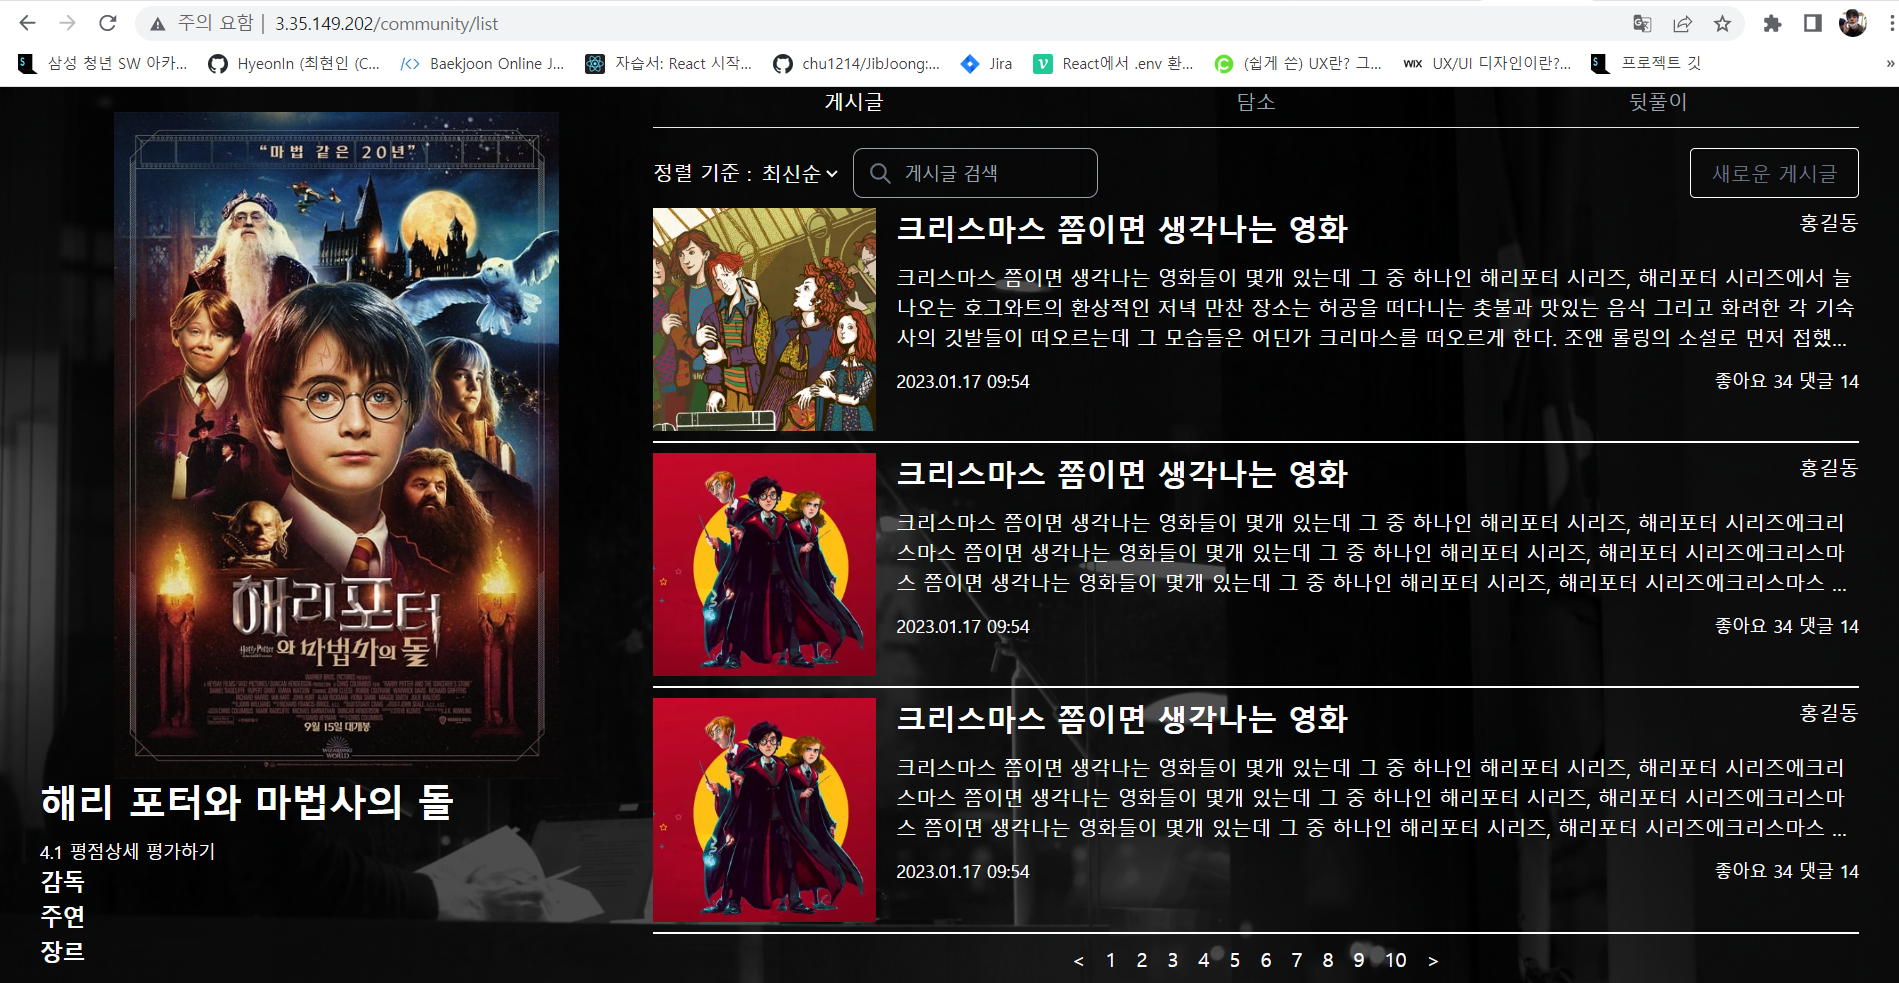 주의 요함 | 3.35.149.202/community/list
삼성 청년 SW 아카... HyeonIn (최현인 (C... Baekjoon Online J... 자습서: React 시작... chu1214/JibJoong:... Jira React에서 .env 환... (쉽게 쓴) UX란? 그... WIX UX/UI 디자인이란?... 프로젝트 깃 »
게시글 담소 뒷풀이
정렬 기준 : 최신순 게시글 검색 새로운 게시글
“마법 같은 20년”
해리포터
Harry Potter 와 마법사의 돌
9월 15일 대개봉
WIZARDING
WORLD
해리 포터와 마법사의 돌
4.1 평점상세 평가하기
감독
주연
장르
크리스마스 쯤이면 생각나는 영화 홍길동
크리스마스 쯤이면 생각나는 영화들이 몇개 있는데 그 중 하나인 해리포터 시리즈, 해리포터 시리즈에서 늘
나오는 호그와트의 환상적인 저녁 만찬 장소는 허공을 떠다니는 촛불과 맛있는 음식 그리고 화려한 각 기숙
사의 깃발들이 떠오르는데 그 모습들은 어딘가 크리마스를 떠오르게 한다. 조앤 롤링의 소설로 먼저 접했...
2023.01.17 09:54 좋아요 34 댓글 14
크리스마스 쯤이면 생각나는 영화 홍길동
크리스마스 쯤이면 생각나는 영화들이 몇개 있는데 그 중 하나인 해리포터 시리즈, 해리포터 시리즈에크리
스마스 쯤이면 생각나는 영화들이 몇개 있는데 그 중 하나인 해리포터 시리즈, 해리포터 시리즈에크리스마
스 쯤이면 생각나는 영화들이 몇개 있는데 그 중 하나인 해리포터 시리즈, 해리포터 시리즈에크리스마스 ...
2023.01.17 09:54 좋아요 34 댓글 14
크리스마스 쯤이면 생각나는 영화 홍길동
크리스마스 쯤이면 생각나는 영화들이 몇개 있는데 그 중 하나인 해리포터 시리즈, 해리포터 시리즈에크리
스마스 쯤이면 생각나는 영화들이 몇개 있는데 그 중 하나인 해리포터 시리즈, 해리포터 시리즈에크리스마
스 쯤이면 생각나는 영화들이 몇개 있는데 그 중 하나인 해리포터 시리즈, 해리포터 시리즈에크리스마스 ...
2023.01.17 09:54 좋아요 34 댓글 14
< 1 2 3 4 5 6 7 8 9 10 >